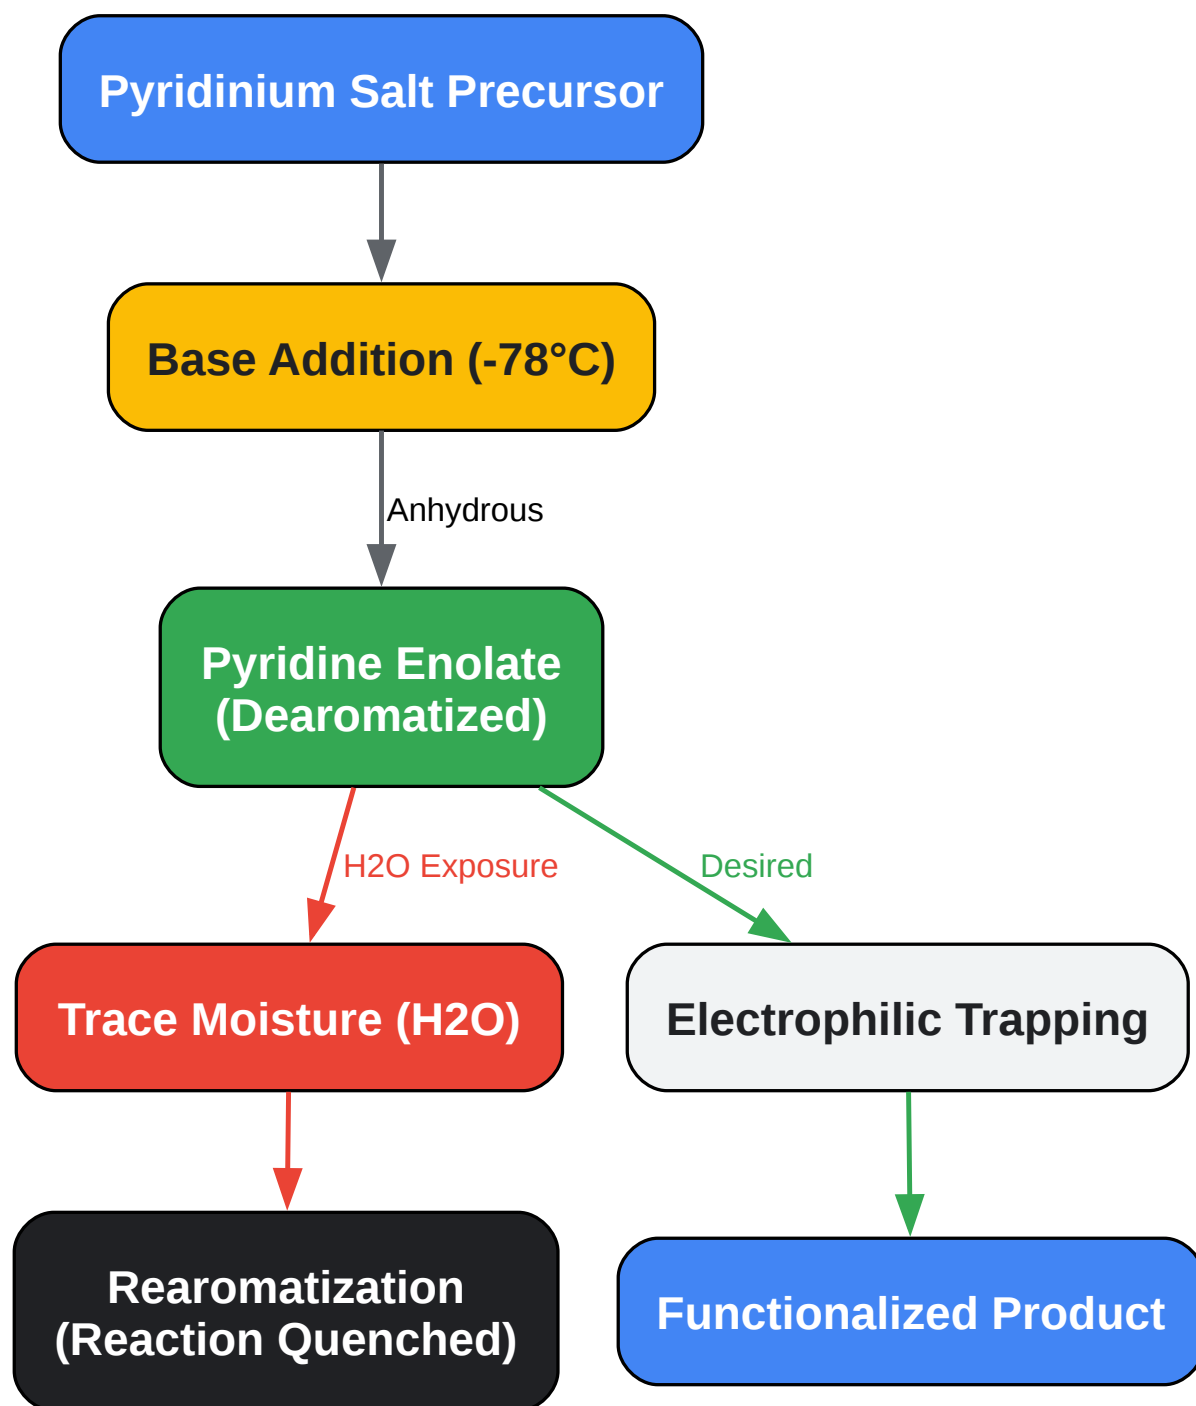 Pyridinium Salt Precursor
Base Addition (-78°C)
Anhydrous
Pyridine Enolate
(Dearomatized)
H2O Exposure
Desired
Trace Moisture (H2O)
Electrophilic Trapping
Rearomatization
(Reaction Quenched)
Functionalized Product